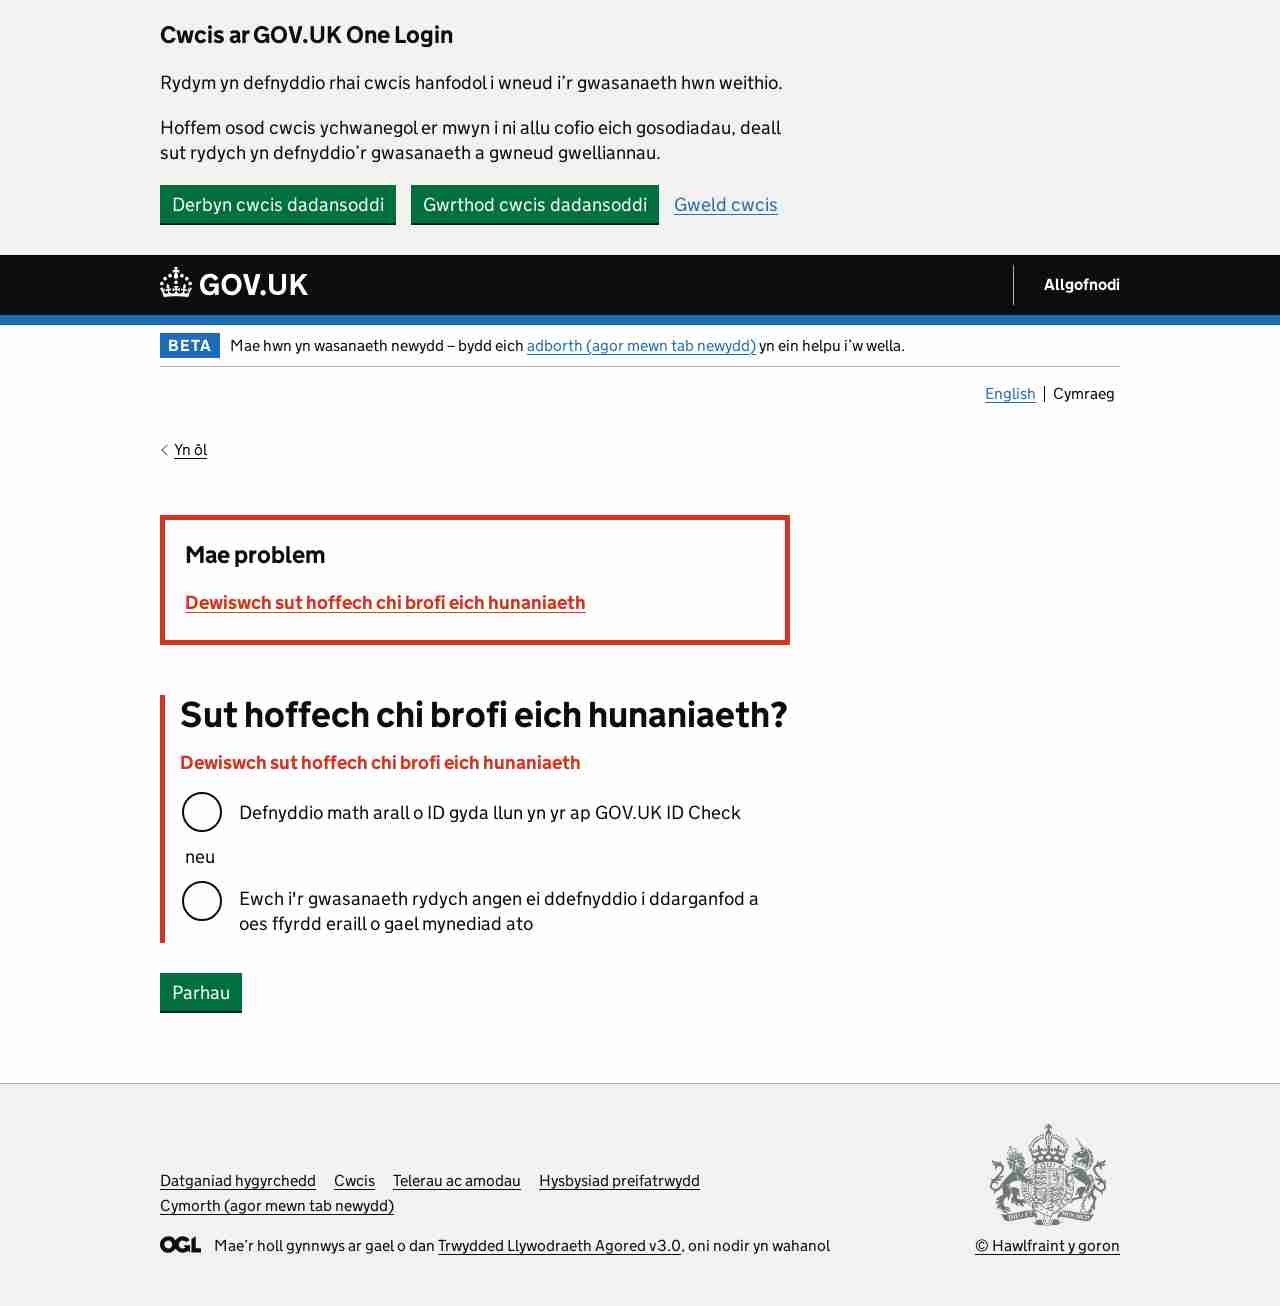 Cwcis ar GOV.UK One Login
Rydym yn defnyddio rhai cwcis hanfodol i wneud i’r gwasanaeth hwn weithio.
Hoffem osod cwcis ychwanegol er mwyn i ni allu cofio eich gosodiadau, deall
sut rydych yn defnyddio’r gwasanaeth a gwneud gwelliannau.
Derbyn cwcis dadansoddi Gwrthod cwcis dadansoddi Gweld cwcis
GOV.UK Allgofnodi
BETA Mae hwn yn wasanaeth newydd – bydd eich adborth (agor mewn tab newydd) yn ein helpu i’w wella.
English Cymraeg
Yn ôl
Mae problem
Dewiswch sut hoffech chi brofi eich hunaniaeth
Sut hoffech chi brofi eich hunaniaeth?
Dewiswch sut hoffech chi brofi eich hunaniaeth
Defnyddio math arall o ID gyda llun yn yr ap GOV.UK ID Check
neu
Ewch i'r gwasanaeth rydych angen ei ddefnyddio i ddarganfod a
oes ffyrdd eraill o gael mynediad ato
Parhau
Datganiad hygyrchedd Cwcis Telerau ac amodau Hysbysiad preifatrwydd
Cymorth (agor mewn tab newydd)
OGL Mae’r holl gynnwys ar gael o dan Trwydded Llywodraeth Agored v3.0, oni nodir yn wahanol
© Hawlfraint y goron